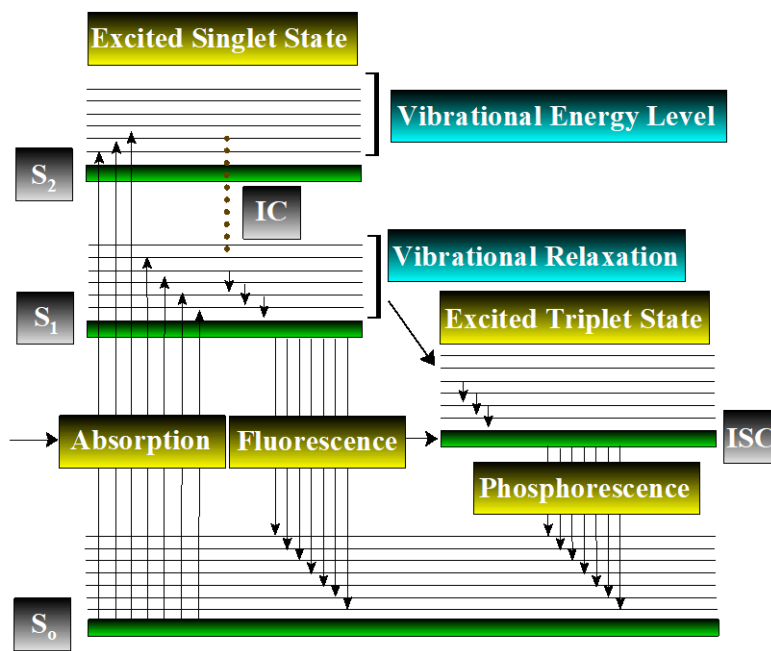 Excited Singlet State
Vibrational Energy Level
S2
IC
Vibrational Relaxation
S1
Excited Triplet State
Absorption
Fluorescence
ISC
Phosphorescence
So